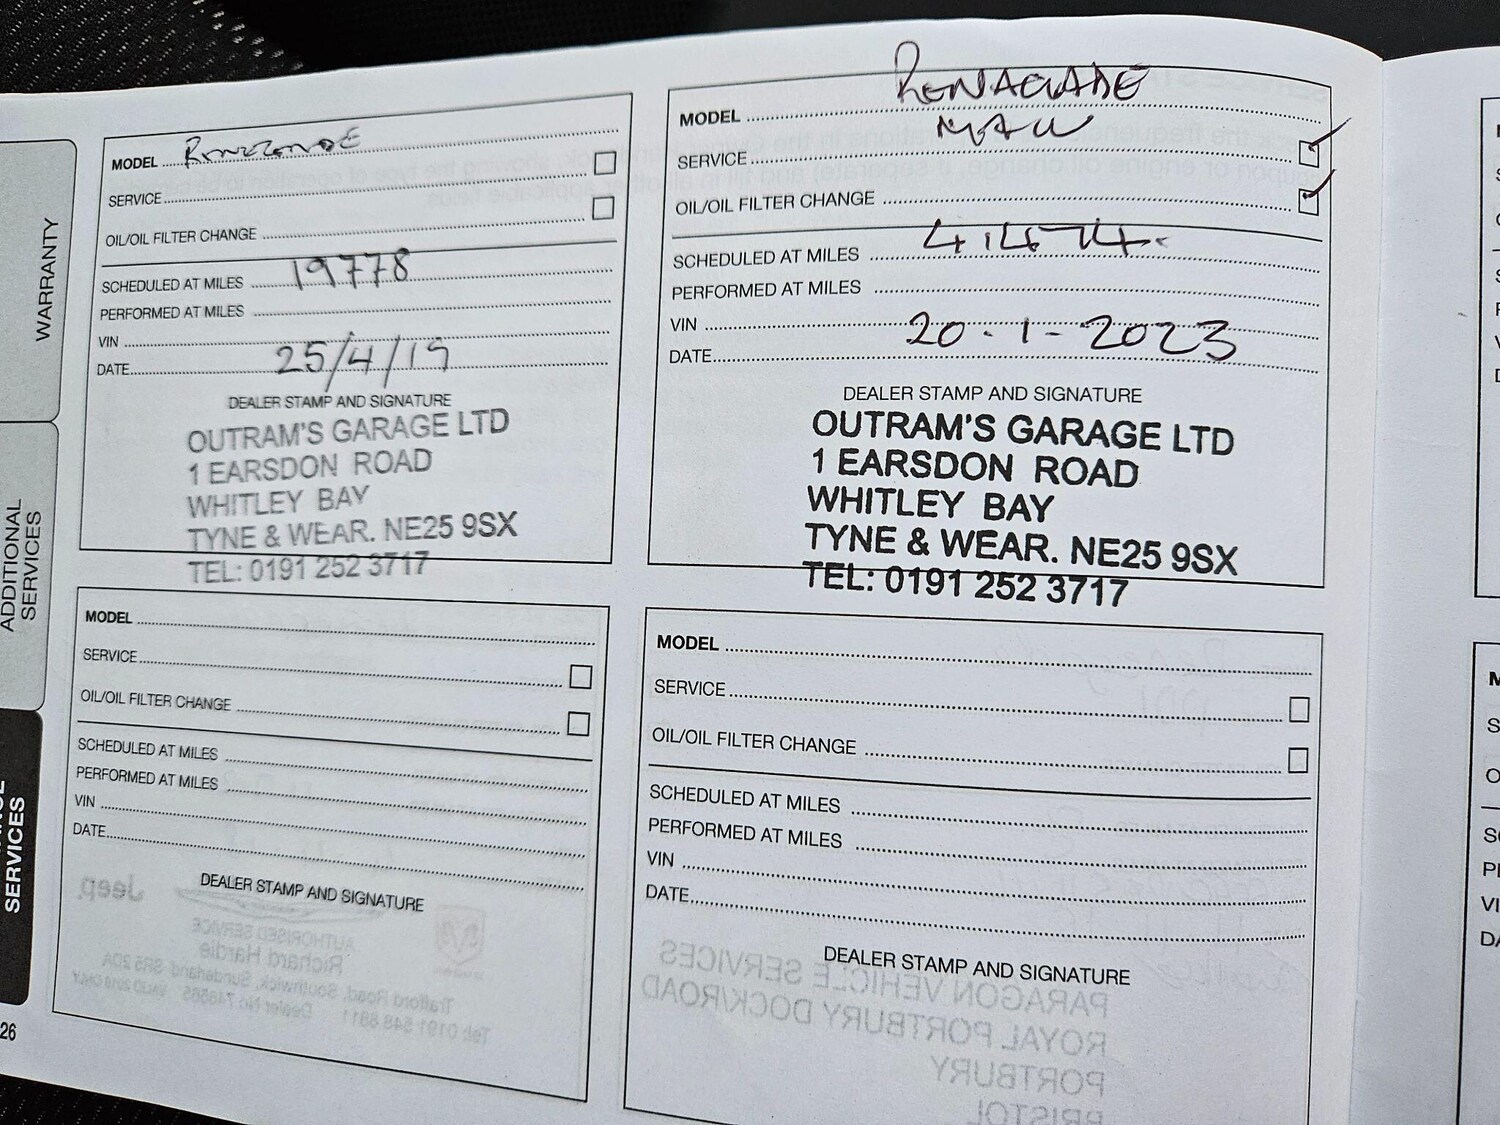 WARRANTY
ADDITIONAL
SERVICES
SERVICES
26
MODEL
SERVICE
OIL/OIL FILTER CHANGE
SCHEDULED AT MILES 19778
PERFORMED AT MILES
VIN
DATE 25/4/19
DEALER STAMP AND SIGNATURE
OUTRAM'S GARAGE LTD
1 EARSDON ROAD
WHITLEY BAY
TYNE & WEAR. NE25 9SX
TEL: 0191 252 3717
MODEL RENAGADE
SERVICE
OIL/OIL FILTER CHANGE
SCHEDULED AT MILES
PERFORMED AT MILES
VIN
DATE 20-1-2023
DEALER STAMP AND SIGNATURE
OUTRAM'S GARAGE LTD
1 EARSDON ROAD
WHITLEY BAY
TYNE & WEAR. NE25 9SX
TEL: 0191 252 3717
MODEL
SERVICE
OIL/OIL FILTER CHANGE
SCHEDULED AT MILES
PERFORMED AT MILES
VIN
DATE
DEALER STAMP AND SIGNATURE
MODEL
SERVICE
OIL/OIL FILTER CHANGE
SCHEDULED AT MILES
PERFORMED AT MILES
VIN
DATE
DEALER STAMP AND SIGNATURE